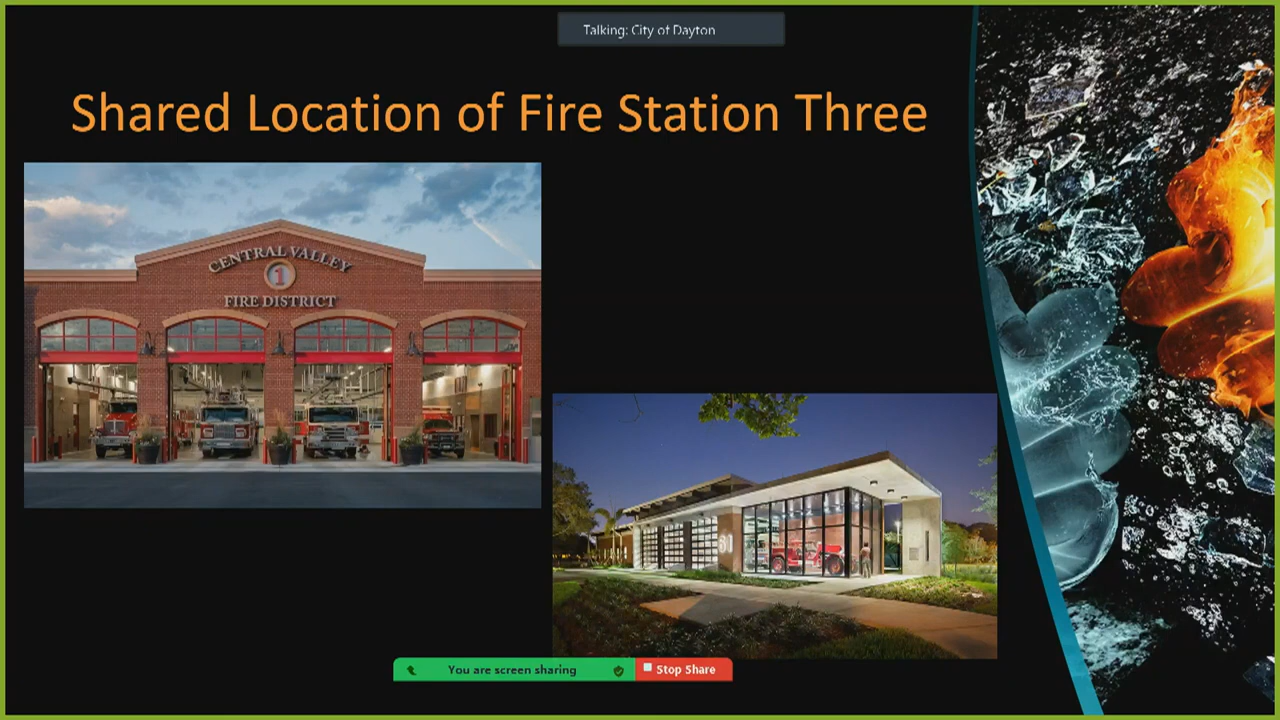 Talking: City of Dayton
Shared Location of Fire Station Three
CENTRAL VALLEY
1
FIRE DISTRICT
61
You are screen sharing
Stop Share